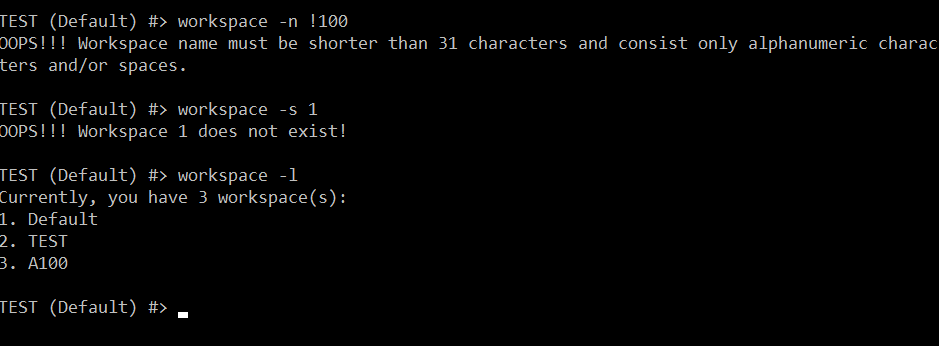 TEST (Default) #> workspace -n !100
OOPS!!! Workspace name must be shorter than 31 characters and consist only alphanumeric charac
ters and/or spaces.
TEST (Default) #> workspace -s 1
OOPS!!! Workspace 1 does not exist!
TEST (Default) #> workspace -l
Currently, you have 3 workspace(s):
1. Default
2. TEST
3. A100
TEST (Default) #>